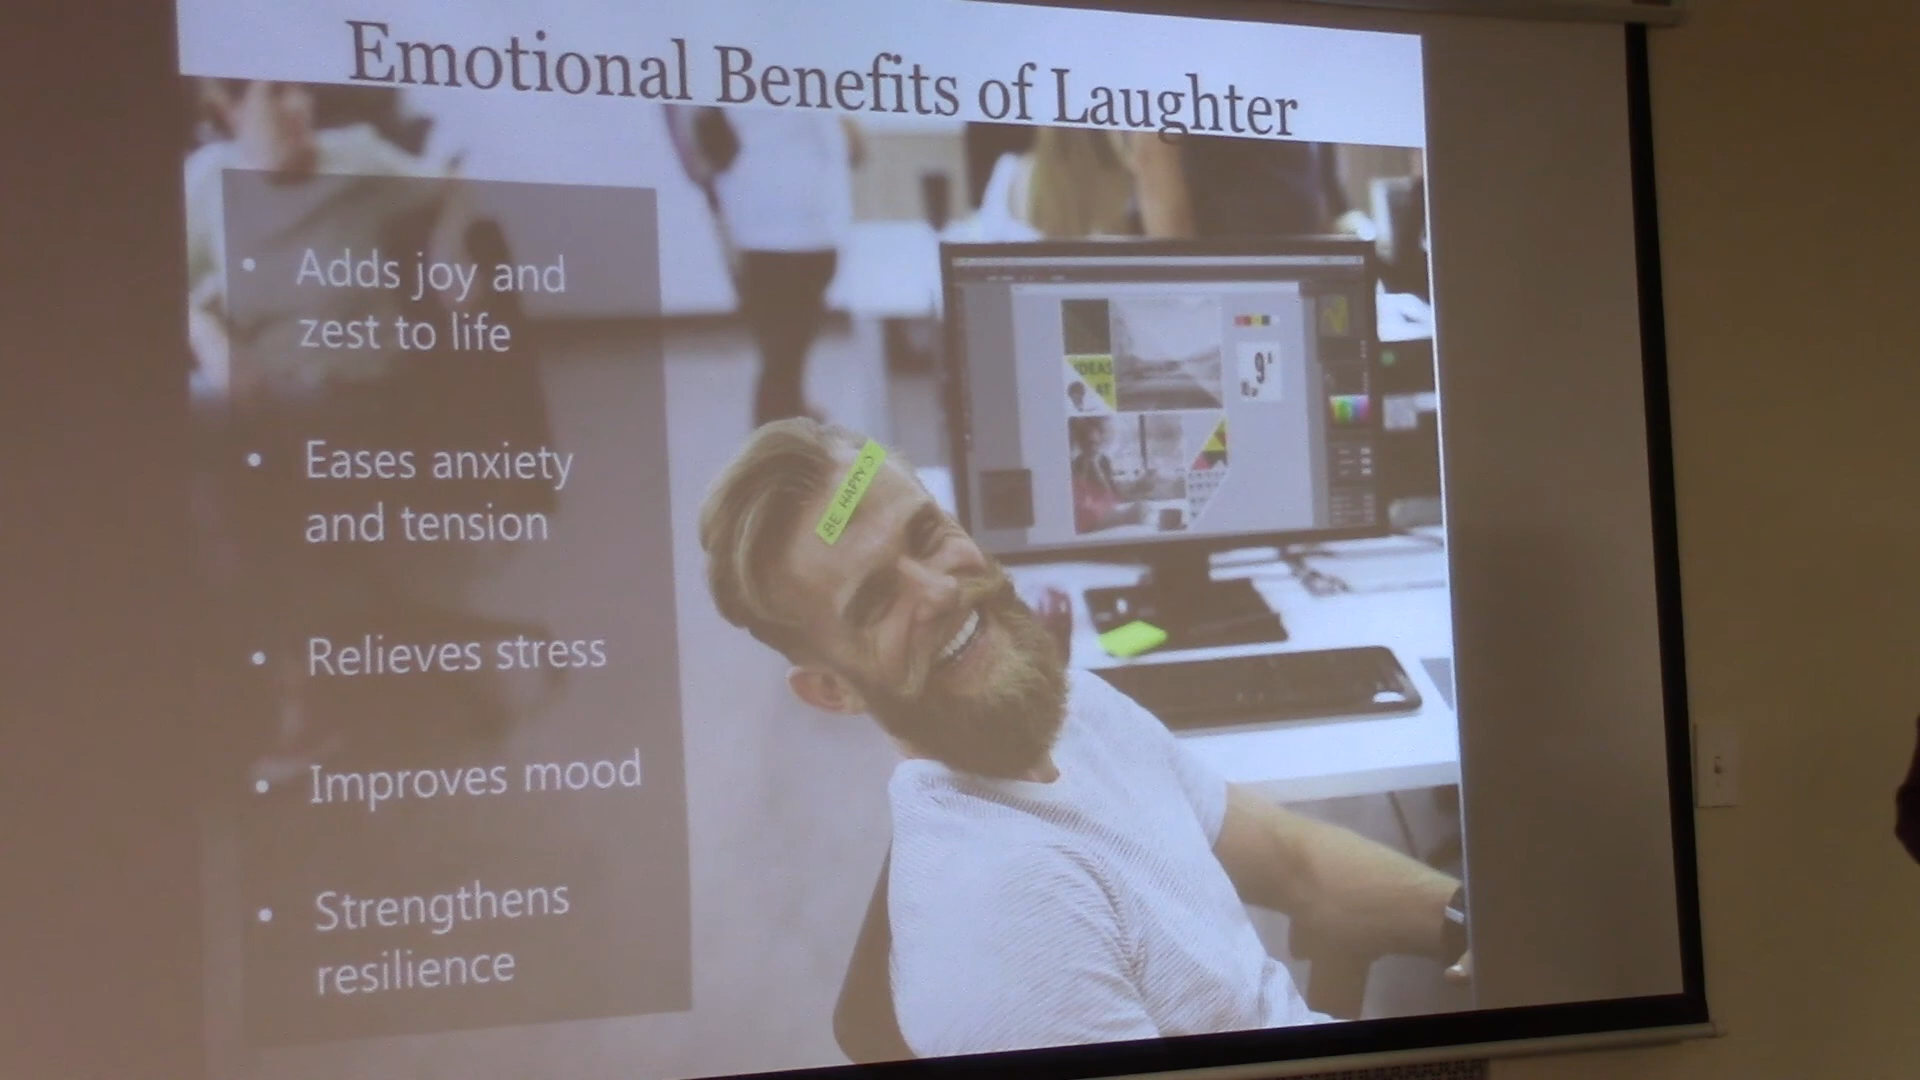 Emotional Benefits of Laughter
• Adds joy and
zest to life
• Eases anxiety
and tension
• Relieves stress
• Improves mood
• Strengthens
resilience
BE HAPPY :)
IDEAS